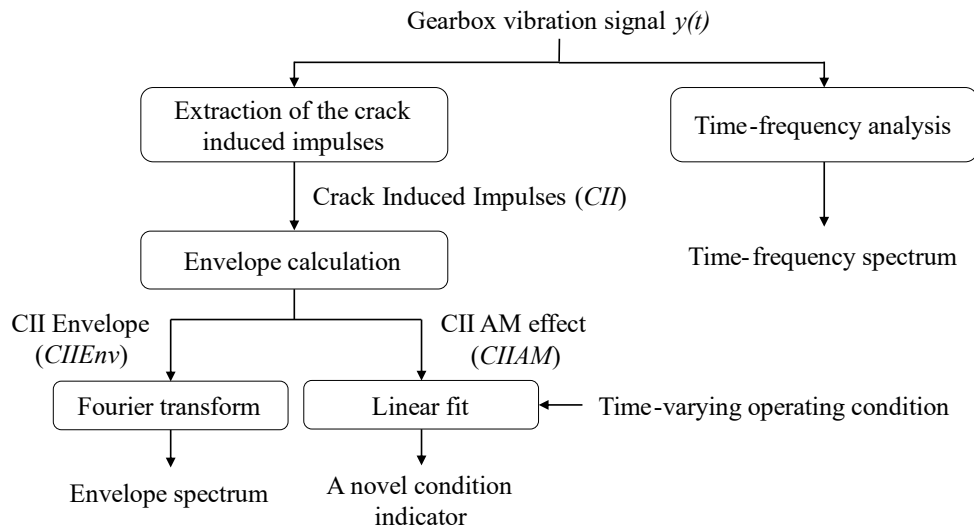 Gearbox vibration signal y(t)
Extraction of the crack
induced impulses
Time-frequency analysis
Crack Induced Impulses (CII)
Envelope calculation
Time-frequency spectrum
CII Envelope
(CIIEnv)
CII AM effect
(CIIAM)
Fourier transform
Linear fit
Time-varying operating condition
Envelope spectrum
A novel condition
indicator